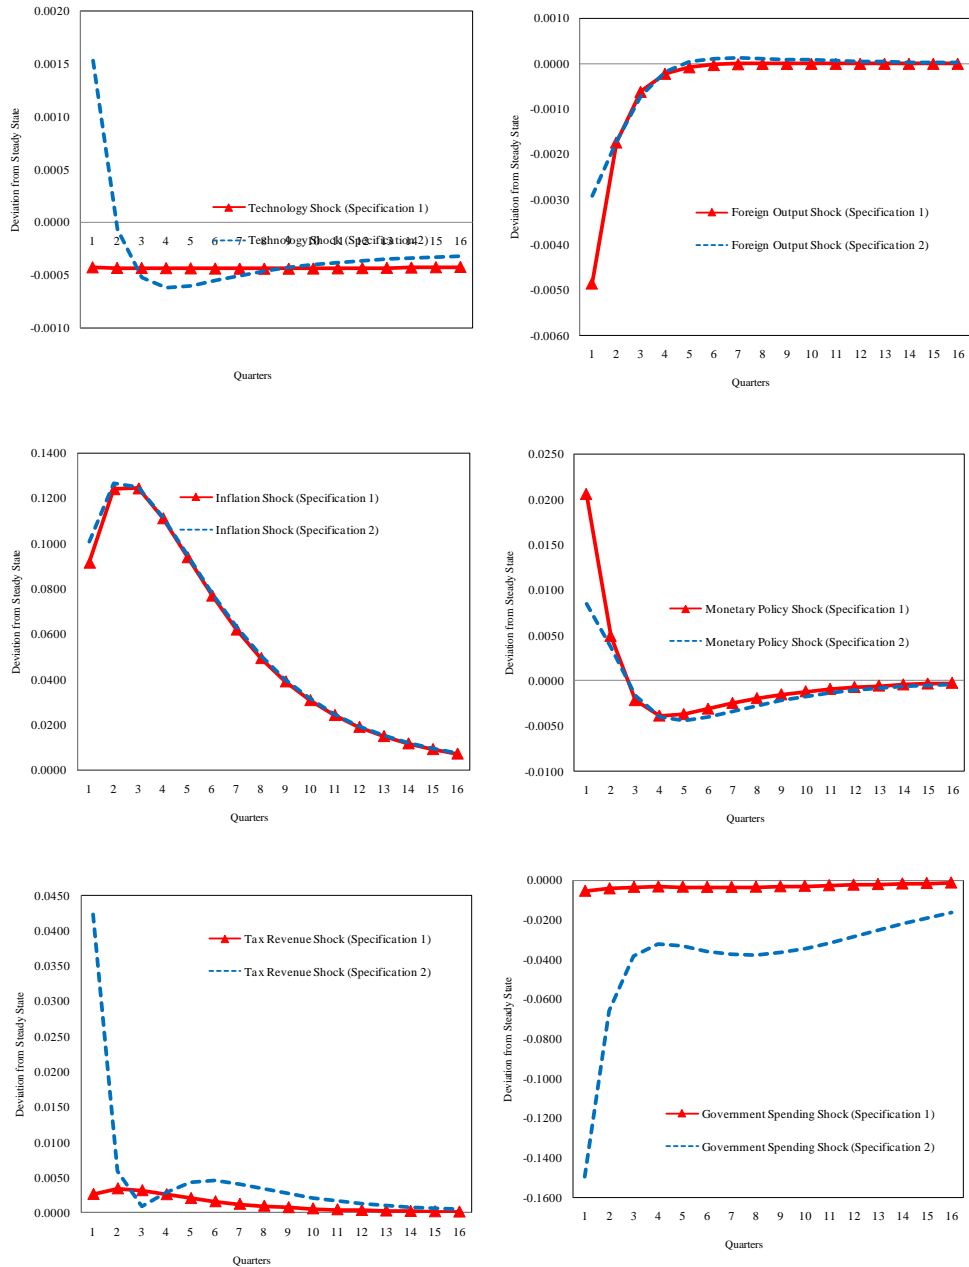 0.0020
0.0015
0.0010
0.0005
0.0000
-0.0005
-0.0010
Deviation from Steady State
Technology Shock (Specification 1)
Technology Shock (Specification 2)
1 2 3 4 5 6 7 8 9 10 11 12 13 14 15 16
Quarters
0.0010
0.0000
-0.0010
-0.0020
-0.0030
-0.0040
-0.0050
-0.0060
Deviation from Steady State
Foreign Output Shock (Specification 1)
Foreign Output Shock (Specification 2)
1 2 3 4 5 6 7 8 9 10 11 12 13 14 15 16
Quarters
0.1400
0.1200
0.1000
0.0800
0.0600
0.0400
0.0200
0.0000
Deviation from Steady State
Inflation Shock (Specification 1)
Inflation Shock (Specification 2)
1 2 3 4 5 6 7 8 9 10 11 12 13 14 15 16
Quarters
0.0250
0.0200
0.0150
0.0100
0.0050
0.0000
-0.0050
-0.0100
Deviation from Steady State
Monetary Policy Shock (Specification 1)
Monetary Policy Shock (Specification 2)
1 2 3 4 5 6 7 8 9 10 11 12 13 14 15 16
Quarters
0.0450
0.0400
0.0350
0.0300
0.0250
0.0200
0.0150
0.0100
0.0050
0.0000
Deviation from Steady State
Tax Revenue Shock (Specification 1)
Tax Revenue Shock (Specification 2)
1 2 3 4 5 6 7 8 9 10 11 12 13 14 15 16
Quarters
0.0000
-0.0200
-0.0400
-0.0600
-0.0800
-0.1000
-0.1200
-0.1400
-0.1600
Deviation from Steady State
Government Spending Shock (Specification 1)
Government Spending Shock (Specification 2)
1 2 3 4 5 6 7 8 9 10 11 12 13 14 15 16
Quarters